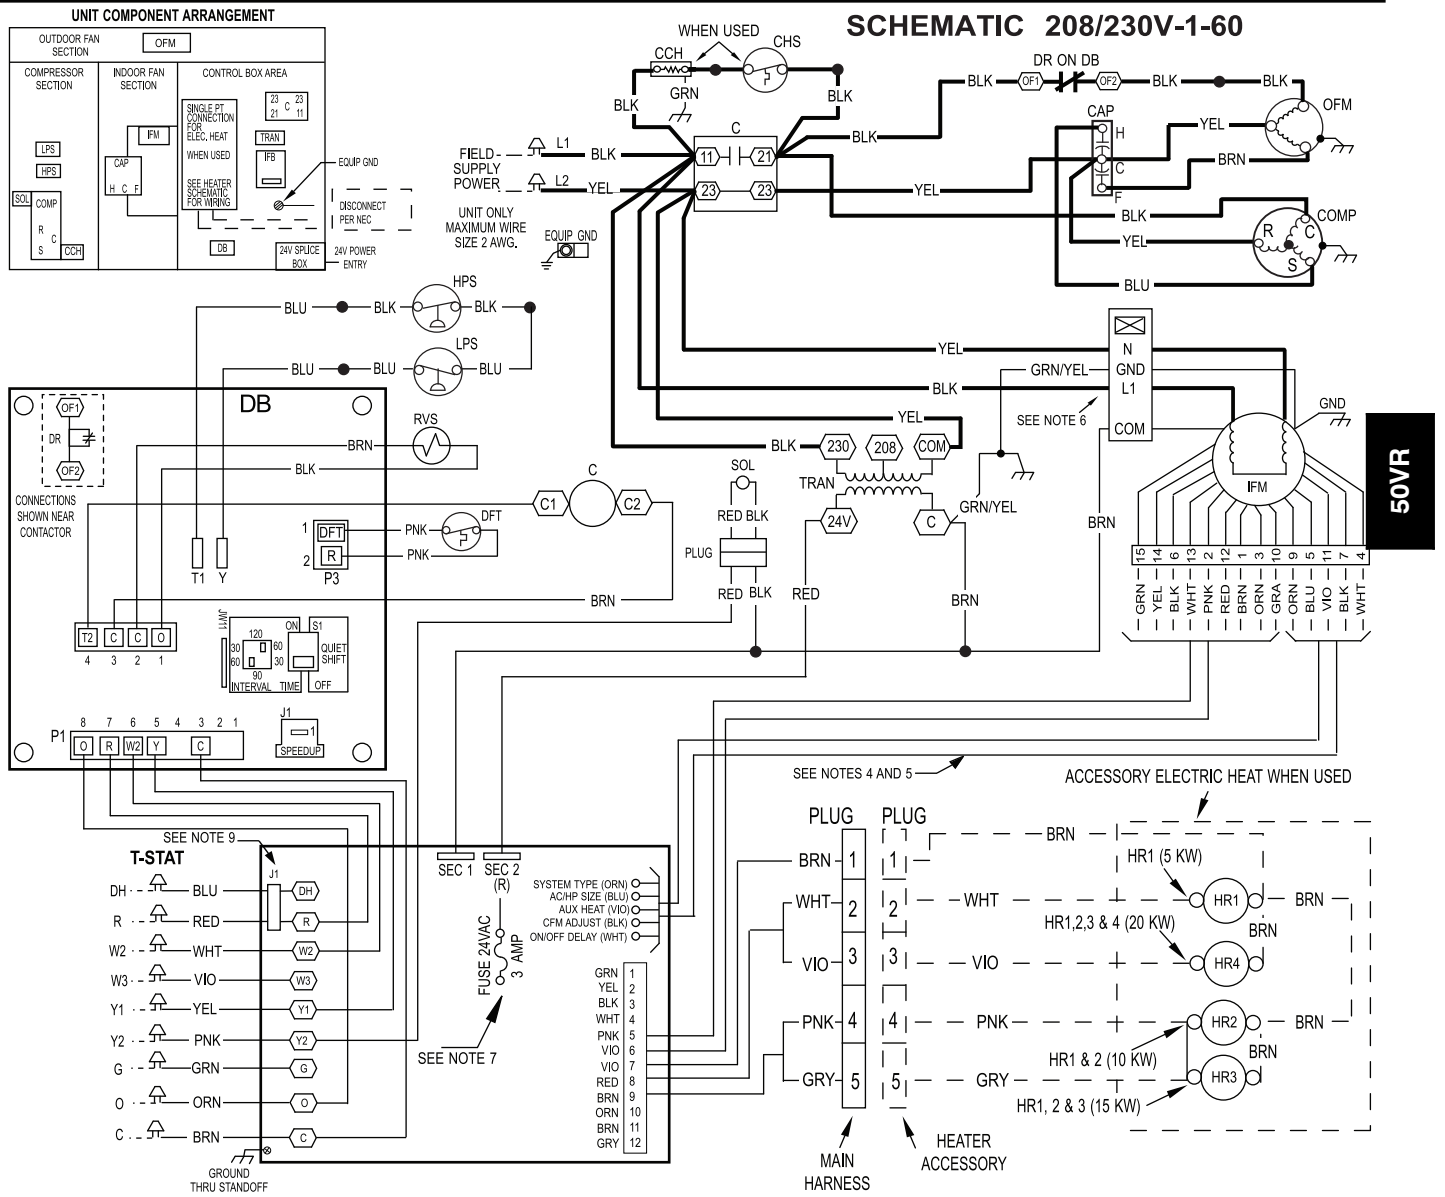 UNIT COMPONENT ARRANGEMENT
SCHEMATIC 208/230V-1-60
OUTDOOR FAN
SECTION
OFM
COMPRESSOR
SECTION
INDOOR FAN
SECTION
CONTROL BOX AREA
SINGLE PT
CONNECTION
FOR
ELEC. HEAT
WHEN USED
SEE HEATER
SCHEMATIC
FOR WIRING
23 C 23
21 11
TRAN
IFB
IFM
LPS
HPS
CAP
H C F
SOL
COMP
R
C
S
CCH
EQUIP GND
DISCONNECT
PER NEC
DB
24V SPLICE
BOX
24V POWER
ENTRY
WHEN USED
CCH
CHS
GRN
BLK
BLK
C
FIELD
SUPPLY
POWER
L1
BLK
L2
YEL
11
21
23
23
UNIT ONLY
MAXIMUM WIRE
SIZE 2 AWG.
EQUIP GND
BLK
DR ON DB
BLK
OF1
OF2
BLK
BLK
OFM
CAP
H
C
F
YEL
BRN
YEL
BLK
COMP
YEL
R
C
S
BLU
HPS
BLU
BLK
BLK
LPS
BLU
BLU
BLU
YEL
N
GRN/YEL
GND
BLK
L1
SEE NOTE 6
COM
GND
YEL
BLK
230
208
COM
TRAN
24V
C
GRN/YEL
IFM
DB
OF1
DR
OF2
CONNECTIONS
SHOWN NEAR
CONTACTOR
RVS
BRN
BLK
C
C1
C2
T1
Y
1
DFT
2
R
P3
PNK
PNK
DFT
BRN
SOL
RED BLK
PLUG
RED BLK
RED
BRN
BRN
15 14 6 13 2 12 1 3 10 9 5 11 7 4
GRN YEL BLK WHT PNK RED BRN ORN GRA ORN BLU VIO BLK WHT
T2 C C O
4 3 2 1
JW11
120
30
60
60
30
90
INTERVAL TIME
ON
S1
QUIET
SHIFT
OFF
P1
8 7 6 5 4 3 2 1
O R W2 Y C
J1
1
SPEEDUP
50VR
SEE NOTES 4 AND 5
SEE NOTE 9
T-STAT
J1
DH
BLU
DH
R
RED
R
W2
WHT
W2
W3
VIO
W3
Y1
YEL
Y1
Y2
PNK
Y2
G
GRN
G
O
ORN
O
C
BRN
C
GROUND
THRU STANDOFF
SEC 1
SEC 2
(R)
FUSE 24VAC
3 AMP
SEE NOTE 7
SYSTEM TYPE (ORN)
AC/HP SIZE (BLU)
AUX HEAT (VIO)
CFM ADJUST (BLK)
ON/OFF DELAY (WHT)
GRN 1
YEL 2
BLK 3
WHT 4
PNK 5
VIO 6
VIO 7
RED 8
BRN 9
ORN 10
BRN 11
GRY 12
PLUG
PLUG
BRN
1
1
BRN
WHT
2
2
WHT
VIO
3
3
VIO
PNK
4
4
PNK
GRY
5
5
GRY
MAIN
HARNESS
HEATER
ACCESSORY
ACCESSORY ELECTRIC HEAT WHEN USED
HR1 (5 KW)
HR1
BRN
HR1,2,3 & 4 (20 KW)
BRN
HR4
HR2
BRN
HR1 & 2 (10 KW)
BRN
HR3
HR1, 2 & 3 (15 KW)